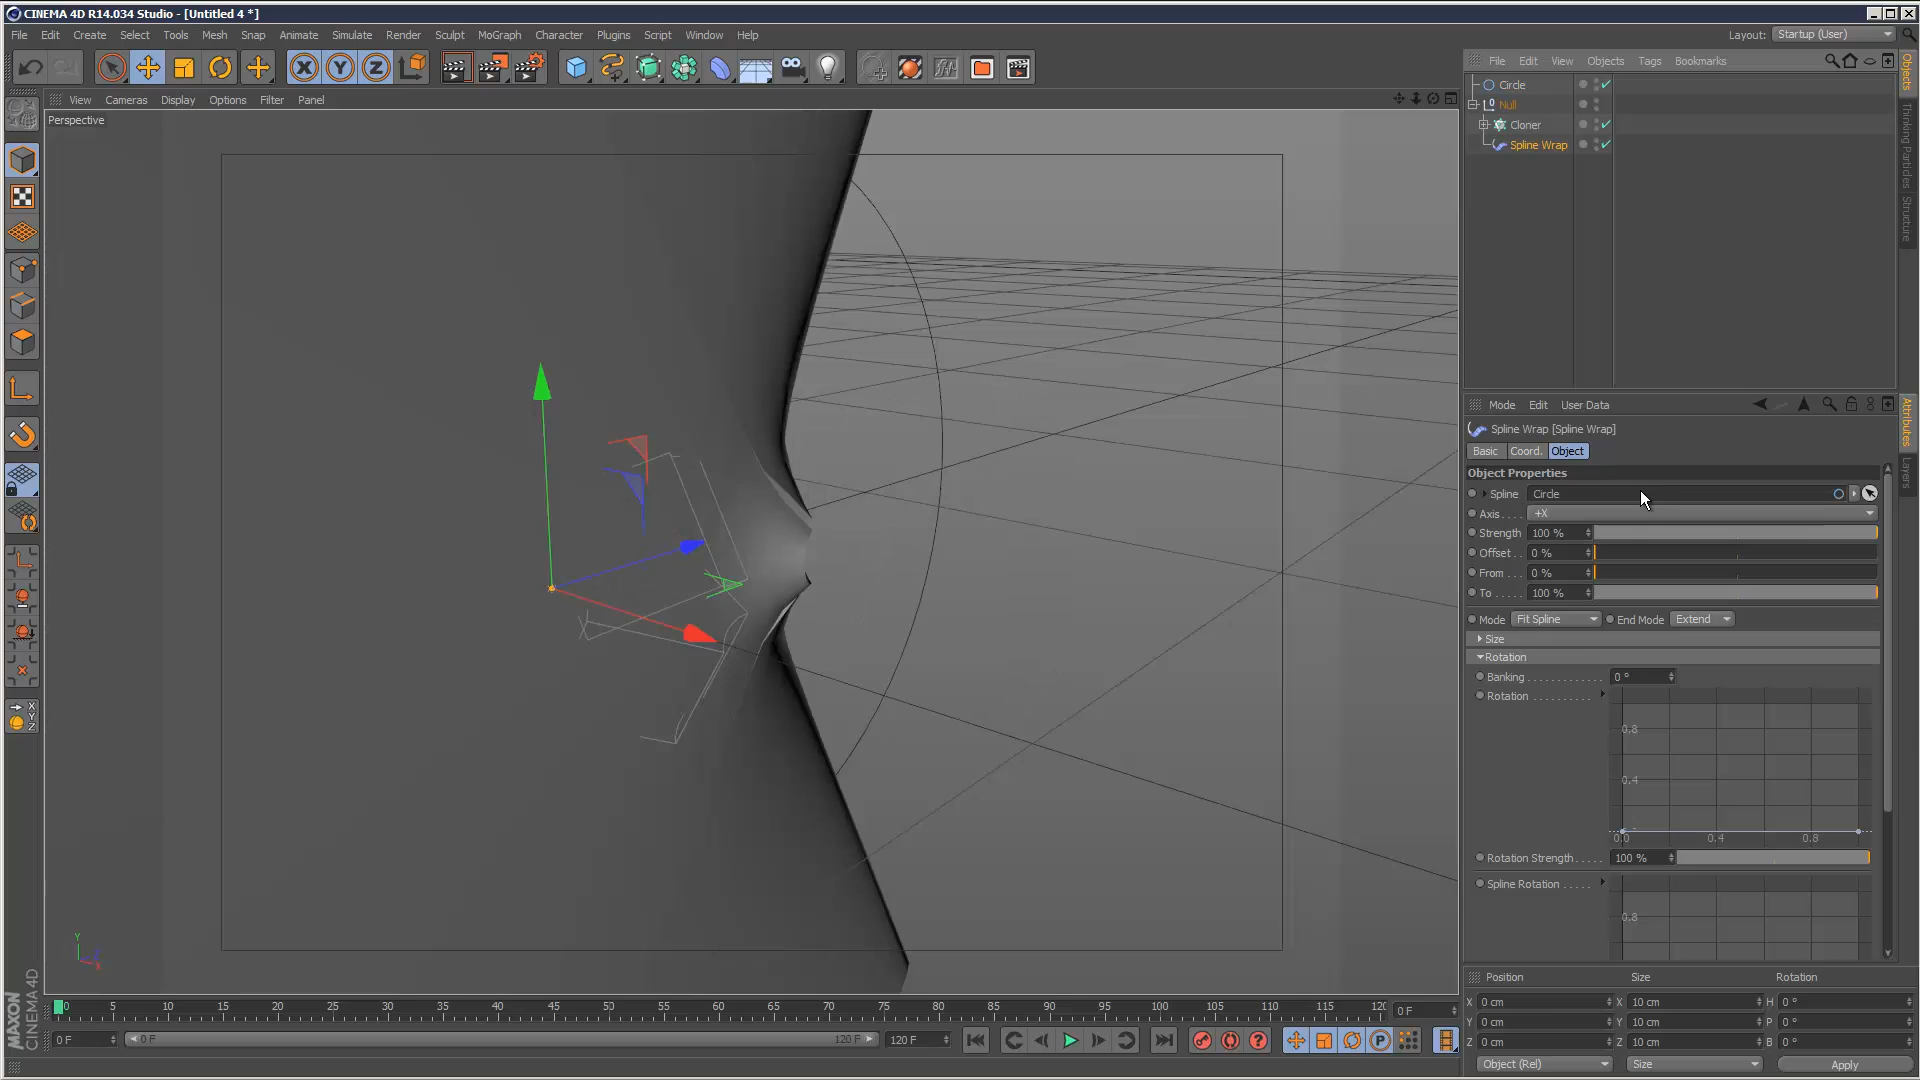 CINEMA 4D R14.034 Studio - [Untitled 4 *]
File Edit Create Select Tools Mesh Snap Animate Simulate Render Sculpt MoGraph Character Plugins Script Window Help
Layout: Startup (User)
File Edit View Objects Tags Bookmarks
View Cameras Display Options Filter Panel
Perspective
Circle
Null
Cloner
Spline Wrap
Objects
Thinking Particles
Structure
Mode Edit User Data
Spline Wrap [Spline Wrap]
Basic Coord. Object
Object Properties
Spline Circle
Axis . . . . +X
Strength 100 %
Offset . . 0 %
From . . . 0 %
To . . . . . 100 %
Mode Fit Spline End Mode Extend
Size
Rotation
Banking . . . . . . . . . . . . 0 °
Rotation . . . . . . . . .
0.8
0.4
0.0 0.4 0.8
Rotation Strength . . . . 100 %
Spline Rotation . . . . .
0.8
Attributes
Layers
Position Size Rotation
X 0 cm X 10 cm H 0 °
Y 0 cm Y 10 cm P 0 °
Z 0 cm Z 10 cm B 0 °
Object (Rel) Size Apply
0 5 10 15 20 25 30 35 40 45 50 55 60 65 70 75 80 85 90 95 100 105 110 115 120 0 F
0 F 0 F 120 F 120 F
MAXON
CINEMA 4D
X
Y
Z
Y
X